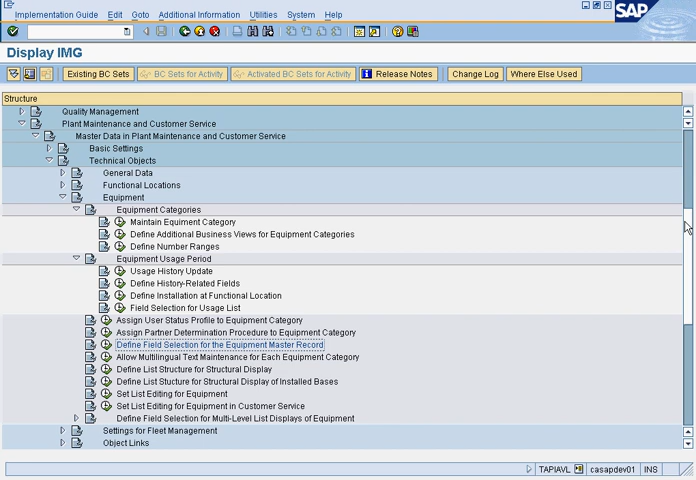 Implementation Guide Edit Goto Additional Information Utilities System Help
SAP
Display IMG
Existing BC Sets BC Sets for Activity Activated BC Sets for Activity Release Notes Change Log Where Else Used
Structure
Quality Management
Plant Maintenance and Customer Service
Master Data in Plant Maintenance and Customer Service
Basic Settings
Technical Objects
General Data
Functional Locations
Equipment
Equipment Categories
Maintain Equiment Category
Define Additional Business Views for Equipment Categories
Define Number Ranges
Equipment Usage Period
Usage History Update
Define History-Related Fields
Define Installation at Functional Location
Field Selection for Usage List
Assign User Status Profile to Equipment Category
Assign Partner Determination Procedure to Equipment Category
Define Field Selection for the Equipment Master Record
Allow Multilingual Text Maintenance for Each Equipment Category
Define List Structure for Structural Display
Define List Stucture for Structural Display of Installed Bases
Set List Editing for Equipment
Set List Editing for Equipment in Customer Service
Define Field Selection for Multi-Level List Displays of Equipment
Settings for Fleet Management
Object Links
TAPIAVL casapdev01 INS